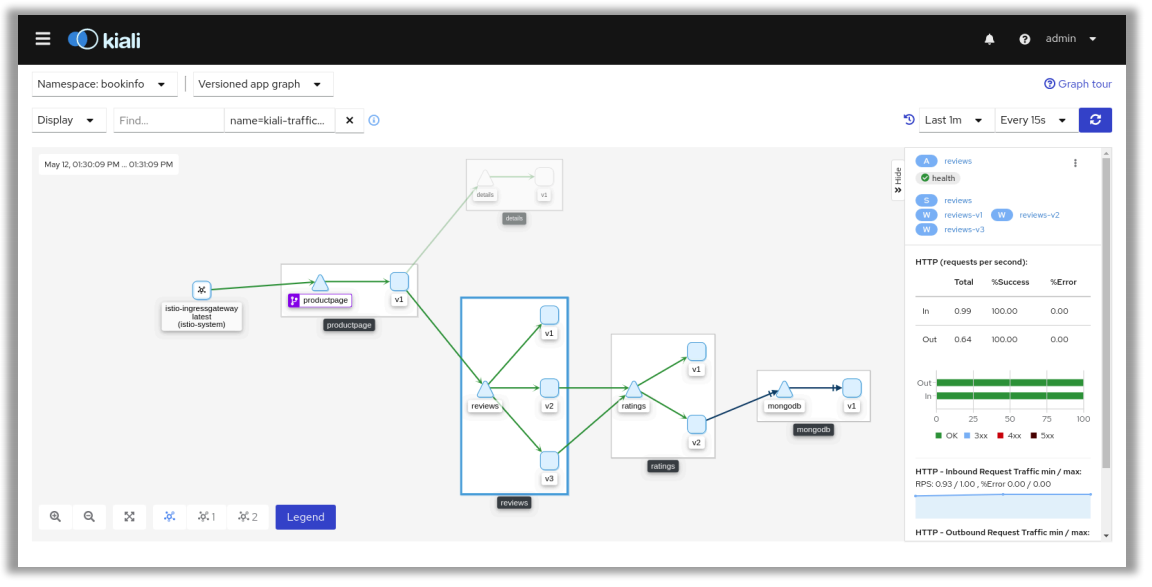 kiali
admin
Namespace: bookinfo
Versioned app graph
Graph tour
Display
Find...
name=kiali-traffic...
Last 1m
Every 15s
May 12, 01:30:09 PM ... 01:31:09 PM
Hide
details
v1
details
istio-ingressgateway
latest
(istio-system)
productpage
v1
productpage
v1
reviews
v2
v3
reviews
ratings
v1
v2
ratings
mongodb
v1
mongodb
1
2
Legend
A reviews
health
S reviews
W reviews-v1 W reviews-v2
W reviews-v3
HTTP (requests per second):
Total %Success %Error
In 0.99 100.00 0.00
Out 0.64 100.00 0.00
Out
In
0 25 50 75 100
OK 3xx 4xx 5xx
HTTP - Inbound Request Traffic min / max:
RPS: 0.93 / 1.00 , %Error 0.00 / 0.00
HTTP - Outbound Request Traffic min / max: